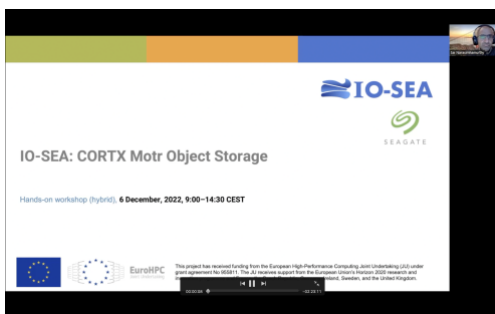 IO-SEA
SEAGATE
IO-SEA: CORTX Motr Object Storage
Hands-on workshop (hybrid), 6 December, 2022, 9:00–14:30 CEST
EuroHPC
This project has received funding from the European High-Performance Computing Joint Undertaking (JU) under
grant agreement No 955811. The JU receives support from the European Union's Horizon 2020 research and
Sweden, and the United Kingdom.